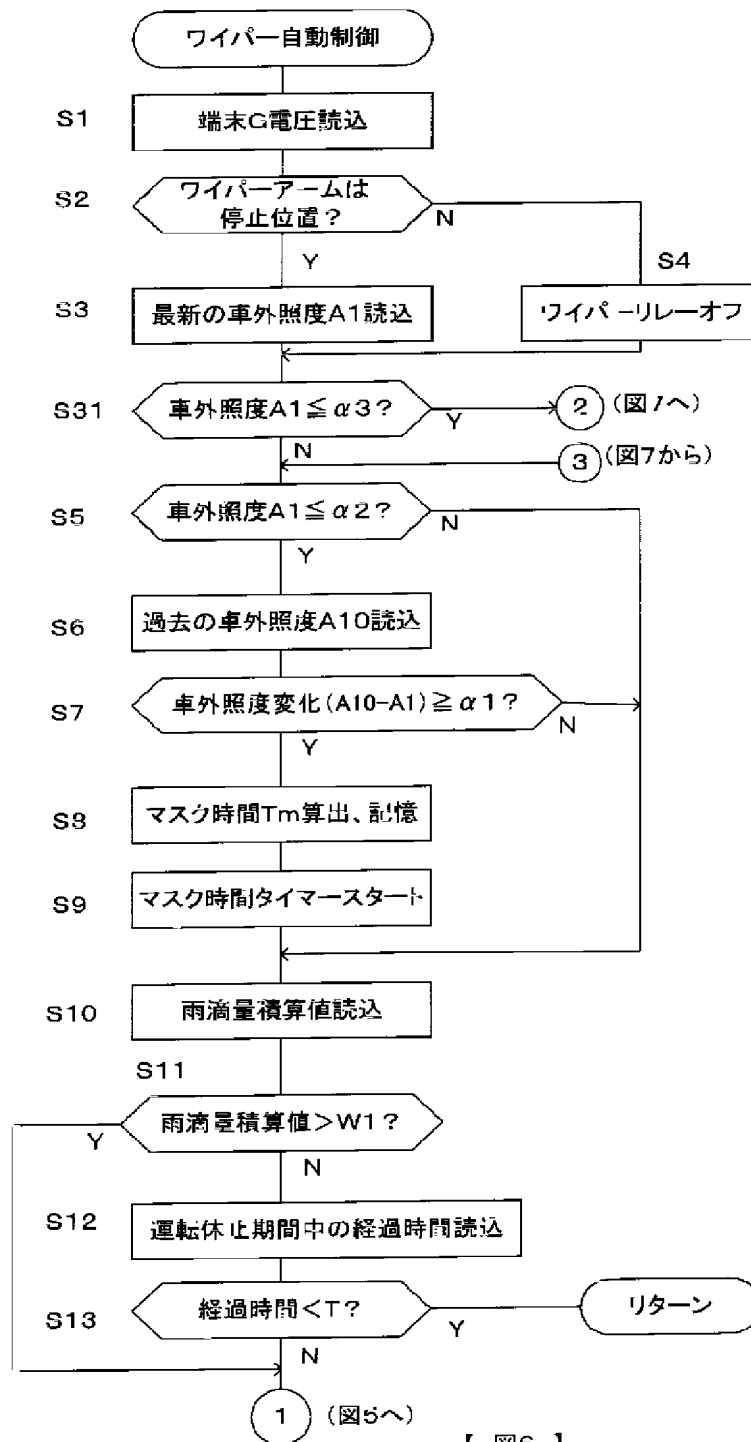 ワイパー自動制御
S1
端末G電圧読込
S2
ワイパーアームは
停止位置？
N
Y
S4
S3
最新の車外照度A1読込
ワイパーリレーオフ
S31
車外照度A1≦α3？
Y
2
(図7へ)
N
3
(図7から)
S5
車外照度A1≦α2？
N
Y
S6
過去の車外照度A10読込
S7
車外照度変化(A10-A1)≧α1？
N
Y
S8
マスク時間Tm算出、記憶
S9
マスク時間タイマースタート
S10
雨滴量積算値読込
S11
雨滴量積算値＞W1？
Y
N
S12
運転休止期間中の経過時間読込
S13
経過時間＜T？
Y
リターン
N
1
(図5へ)
【図6】